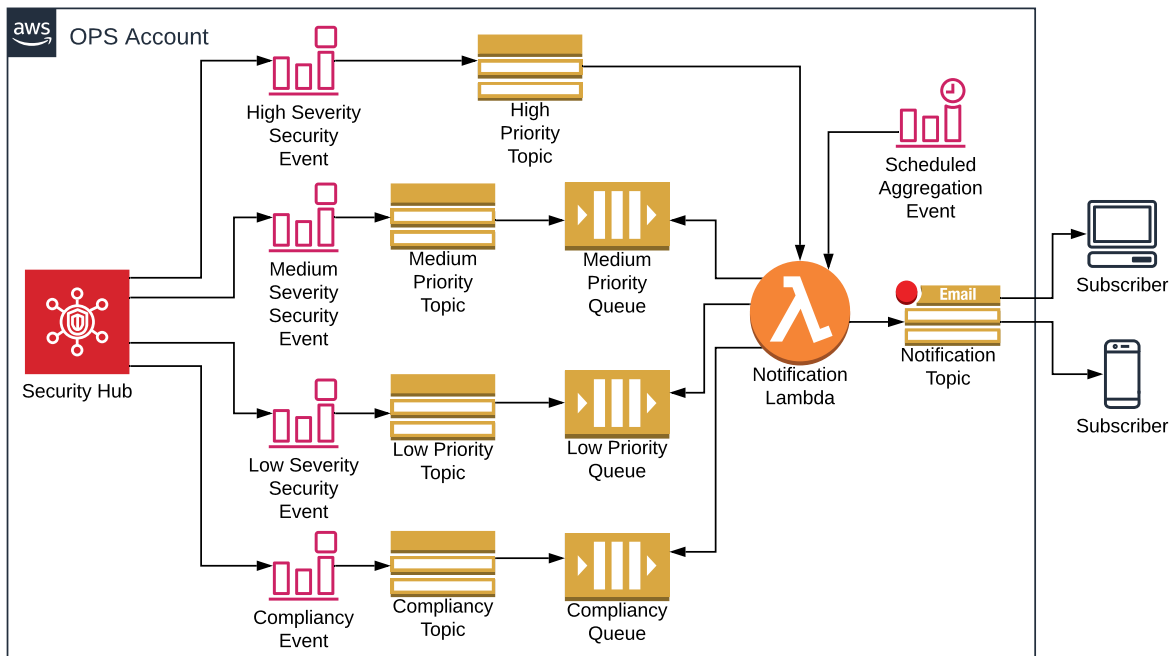 aws
OPS Account
High Severity
Security
Event
High
Priority
Topic
Scheduled
Aggregation
Event
Medium
Severity
Security
Event
Medium
Priority
Topic
Medium
Priority
Queue
Security Hub
Notification
Lambda
Email
Notification
Topic
Subscriber
Subscriber
Low Severity
Security
Event
Low Priority
Topic
Low Priority
Queue
Compliancy
Event
Compliancy
Topic
Compliancy
Queue